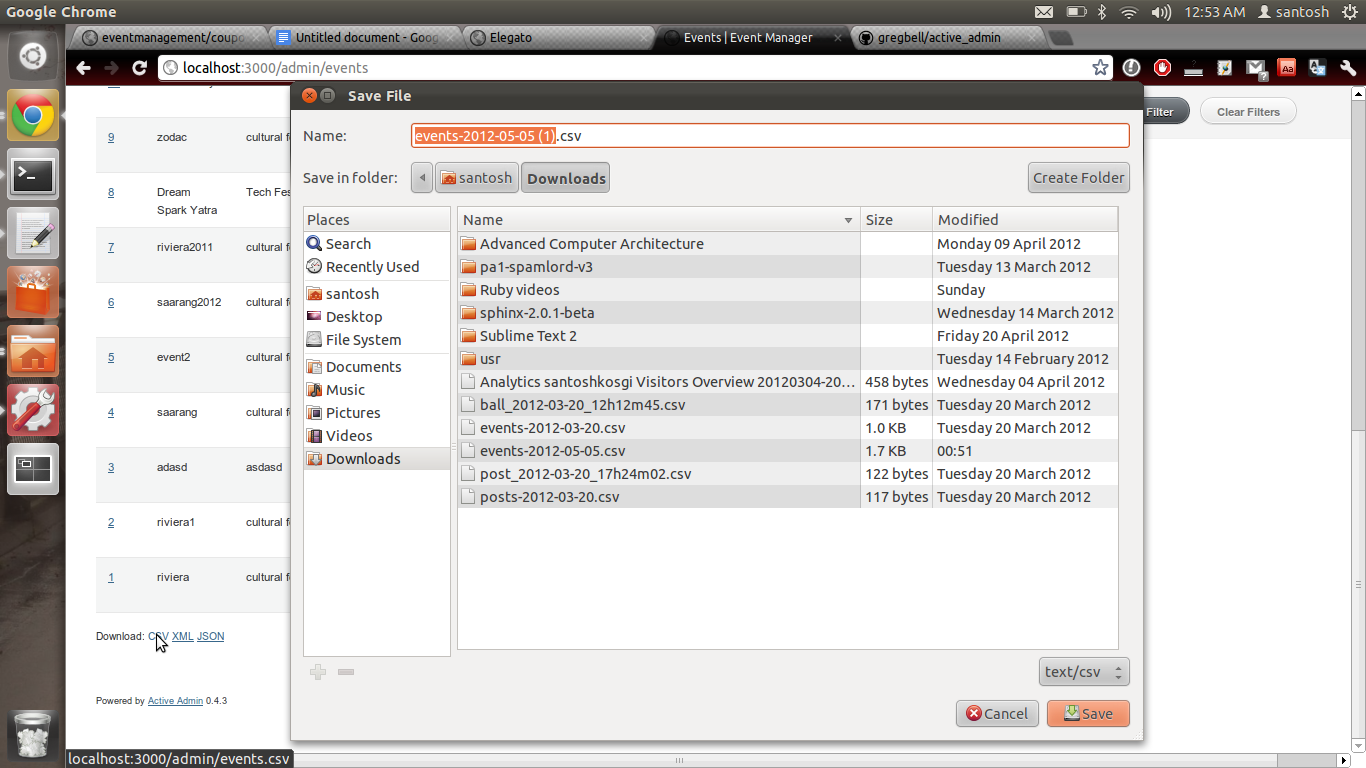 Google Chrome 12:53 AM santosh
eventmanagement/coupo Untitled document - Goog Elegato Events | Event Manager gregbell/active_admin
localhost:3000/admin/events
Save File
Filter Clear Filters
Name: events-2012-05-05 (1).csv
9 zodac cultural fe
Save in folder: santosh Downloads Create Folder
8 Dream Tech Fes
Spark Yatra
Places Name Size Modified
Search
Recently Used
santosh
Desktop
File System
Documents
Music
Pictures
Videos
Downloads
Advanced Computer Architecture Monday 09 April 2012
pa1-spamlord-v3 Tuesday 13 March 2012
Ruby videos Sunday
sphinx-2.0.1-beta Wednesday 14 March 2012
Sublime Text 2 Friday 20 April 2012
usr Tuesday 14 February 2012
Analytics santoshkosgi Visitors Overview 20120304-20... 458 bytes Wednesday 04 April 2012
ball_2012-03-20_12h12m45.csv 171 bytes Tuesday 20 March 2012
events-2012-03-20.csv 1.0 KB Tuesday 20 March 2012
events-2012-05-05.csv 1.7 KB 00:51
post_2012-03-20_17h24m02.csv 122 bytes Tuesday 20 March 2012
posts-2012-03-20.csv 117 bytes Tuesday 20 March 2012
7 riviera2011 cultural fe
6 saarang2012 cultural fe
5 event2 cultural fe
4 saarang cultural fe
3 adasd asdasd
2 riviera1 cultural fe
1 riviera cultural fe
Download: CSV XML JSON
text/csv
Powered by Active Admin 0.4.3
Cancel Save
localhost:3000/admin/events.csv